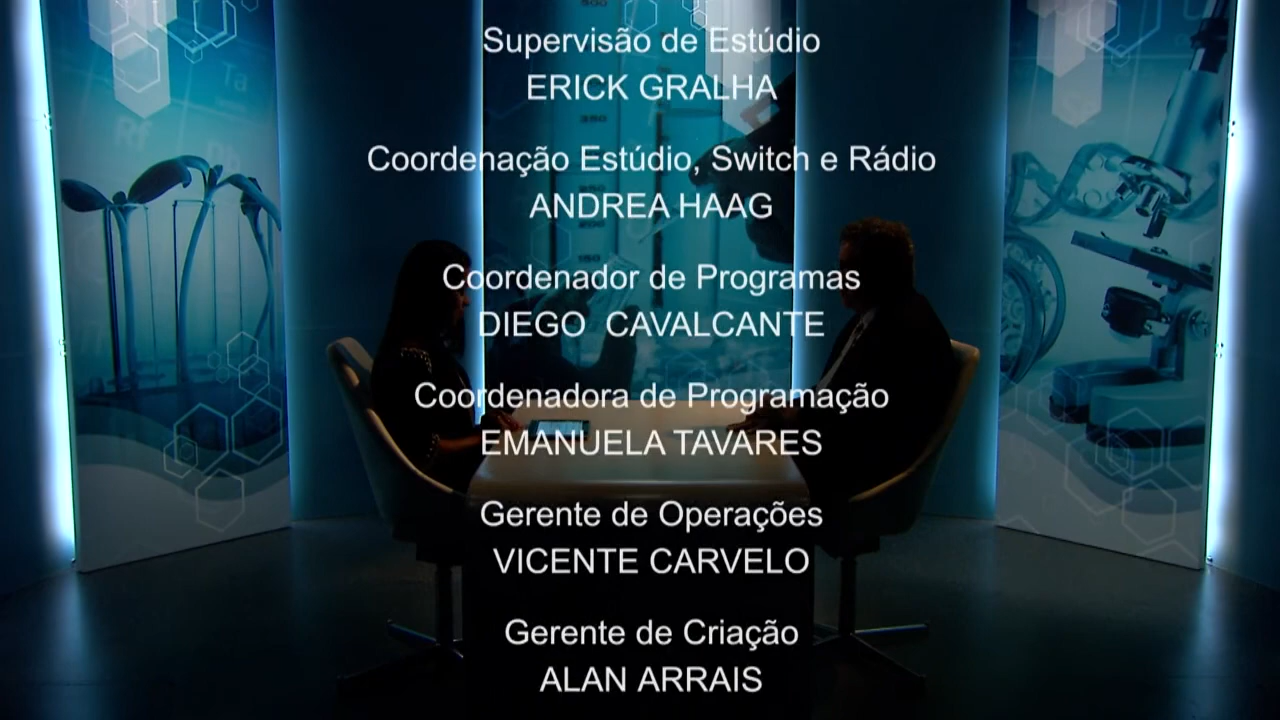 Supervisão de Estúdio
ERICK GRALHA
Coordenação Estúdio, Switch e Rádio
ANDREA HAAG
Coordenador de Programas
DIEGO CAVALCANTE
Coordenadora de Programação
EMANUELA TAVARES
Gerente de Operações
VICENTE CARVELO
Gerente de Criação
ALAN ARRAIS